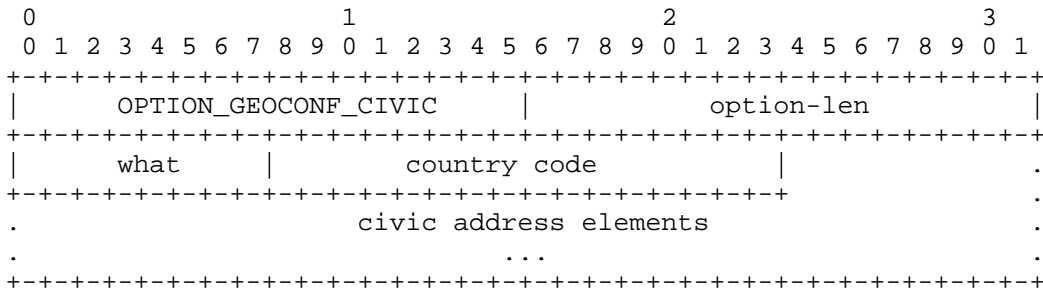 0                   1                   2                   3
 0 1 2 3 4 5 6 7 8 9 0 1 2 3 4 5 6 7 8 9 0 1 2 3 4 5 6 7 8 9 0 1
+-+-+-+-+-+-+-+-+-+-+-+-+-+-+-+-+-+-+-+-+-+-+-+-+-+-+-+-+-+-+-+-+
|      OPTION_GEOCONF_CIVIC     |           option-len          |
+-+-+-+-+-+-+-+-+-+-+-+-+-+-+-+-+-+-+-+-+-+-+-+-+-+-+-+-+-+-+-+-+
|      what     |        country code           |               .
+-+-+-+-+-+-+-+-+-+-+-+-+-+-+-+-+-+-+-+-+-+-+-+-+               .
.                     civic address elements                    .
.                              ...                              .
+-+-+-+-+-+-+-+-+-+-+-+-+-+-+-+-+-+-+-+-+-+-+-+-+-+-+-+-+-+-+-+-+